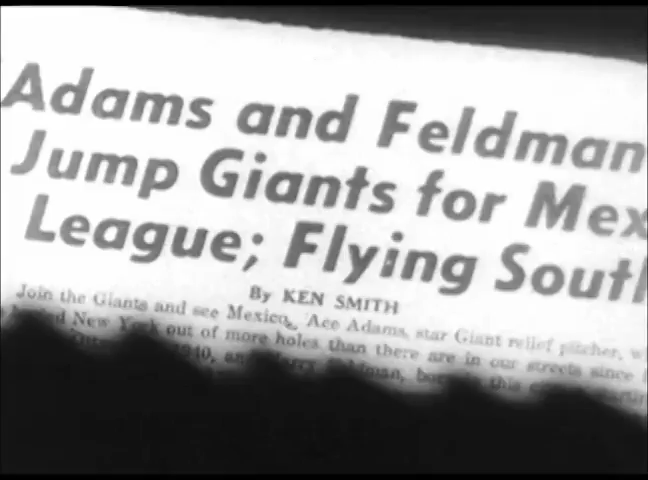 Adams and Feldman
Jump Giants for Mex
League; Flying South
By KEN SMITH
Join the Giants and see Mexico. Ace Adams, star Giant relief pitcher, w
New York out of more holes than there are in our streets since
1940, and Harry Feldman, born in this